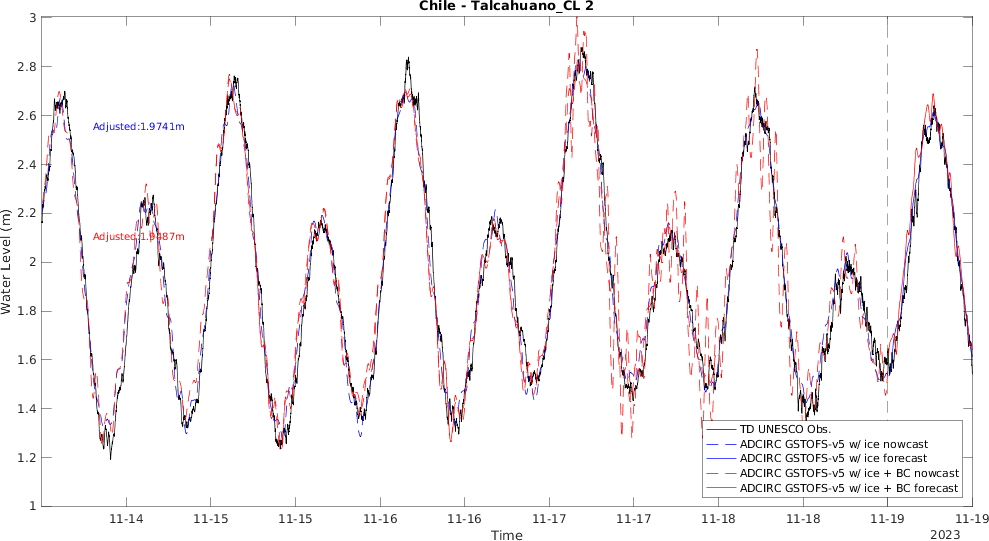 Chile - Talcahuano_CL 2
3
2.8
2.6
2.4
2.2
2
1.8
1.6
1.4
1.2
1
Water Level (m)
Adjusted:1.9741m
Adjusted:1.9487m
TD UNESCO Obs.
ADCIRC GSTOFS-v5 w/ ice nowcast
ADCIRC GSTOFS-v5 w/ ice forecast
ADCIRC GSTOFS-v5 w/ ice + BC nowcast
ADCIRC GSTOFS-v5 w/ ice + BC forecast
11-14 11-15 11-15 11-16 11-16 11-17 11-17 11-18 11-18 11-19 11-19
Time
2023